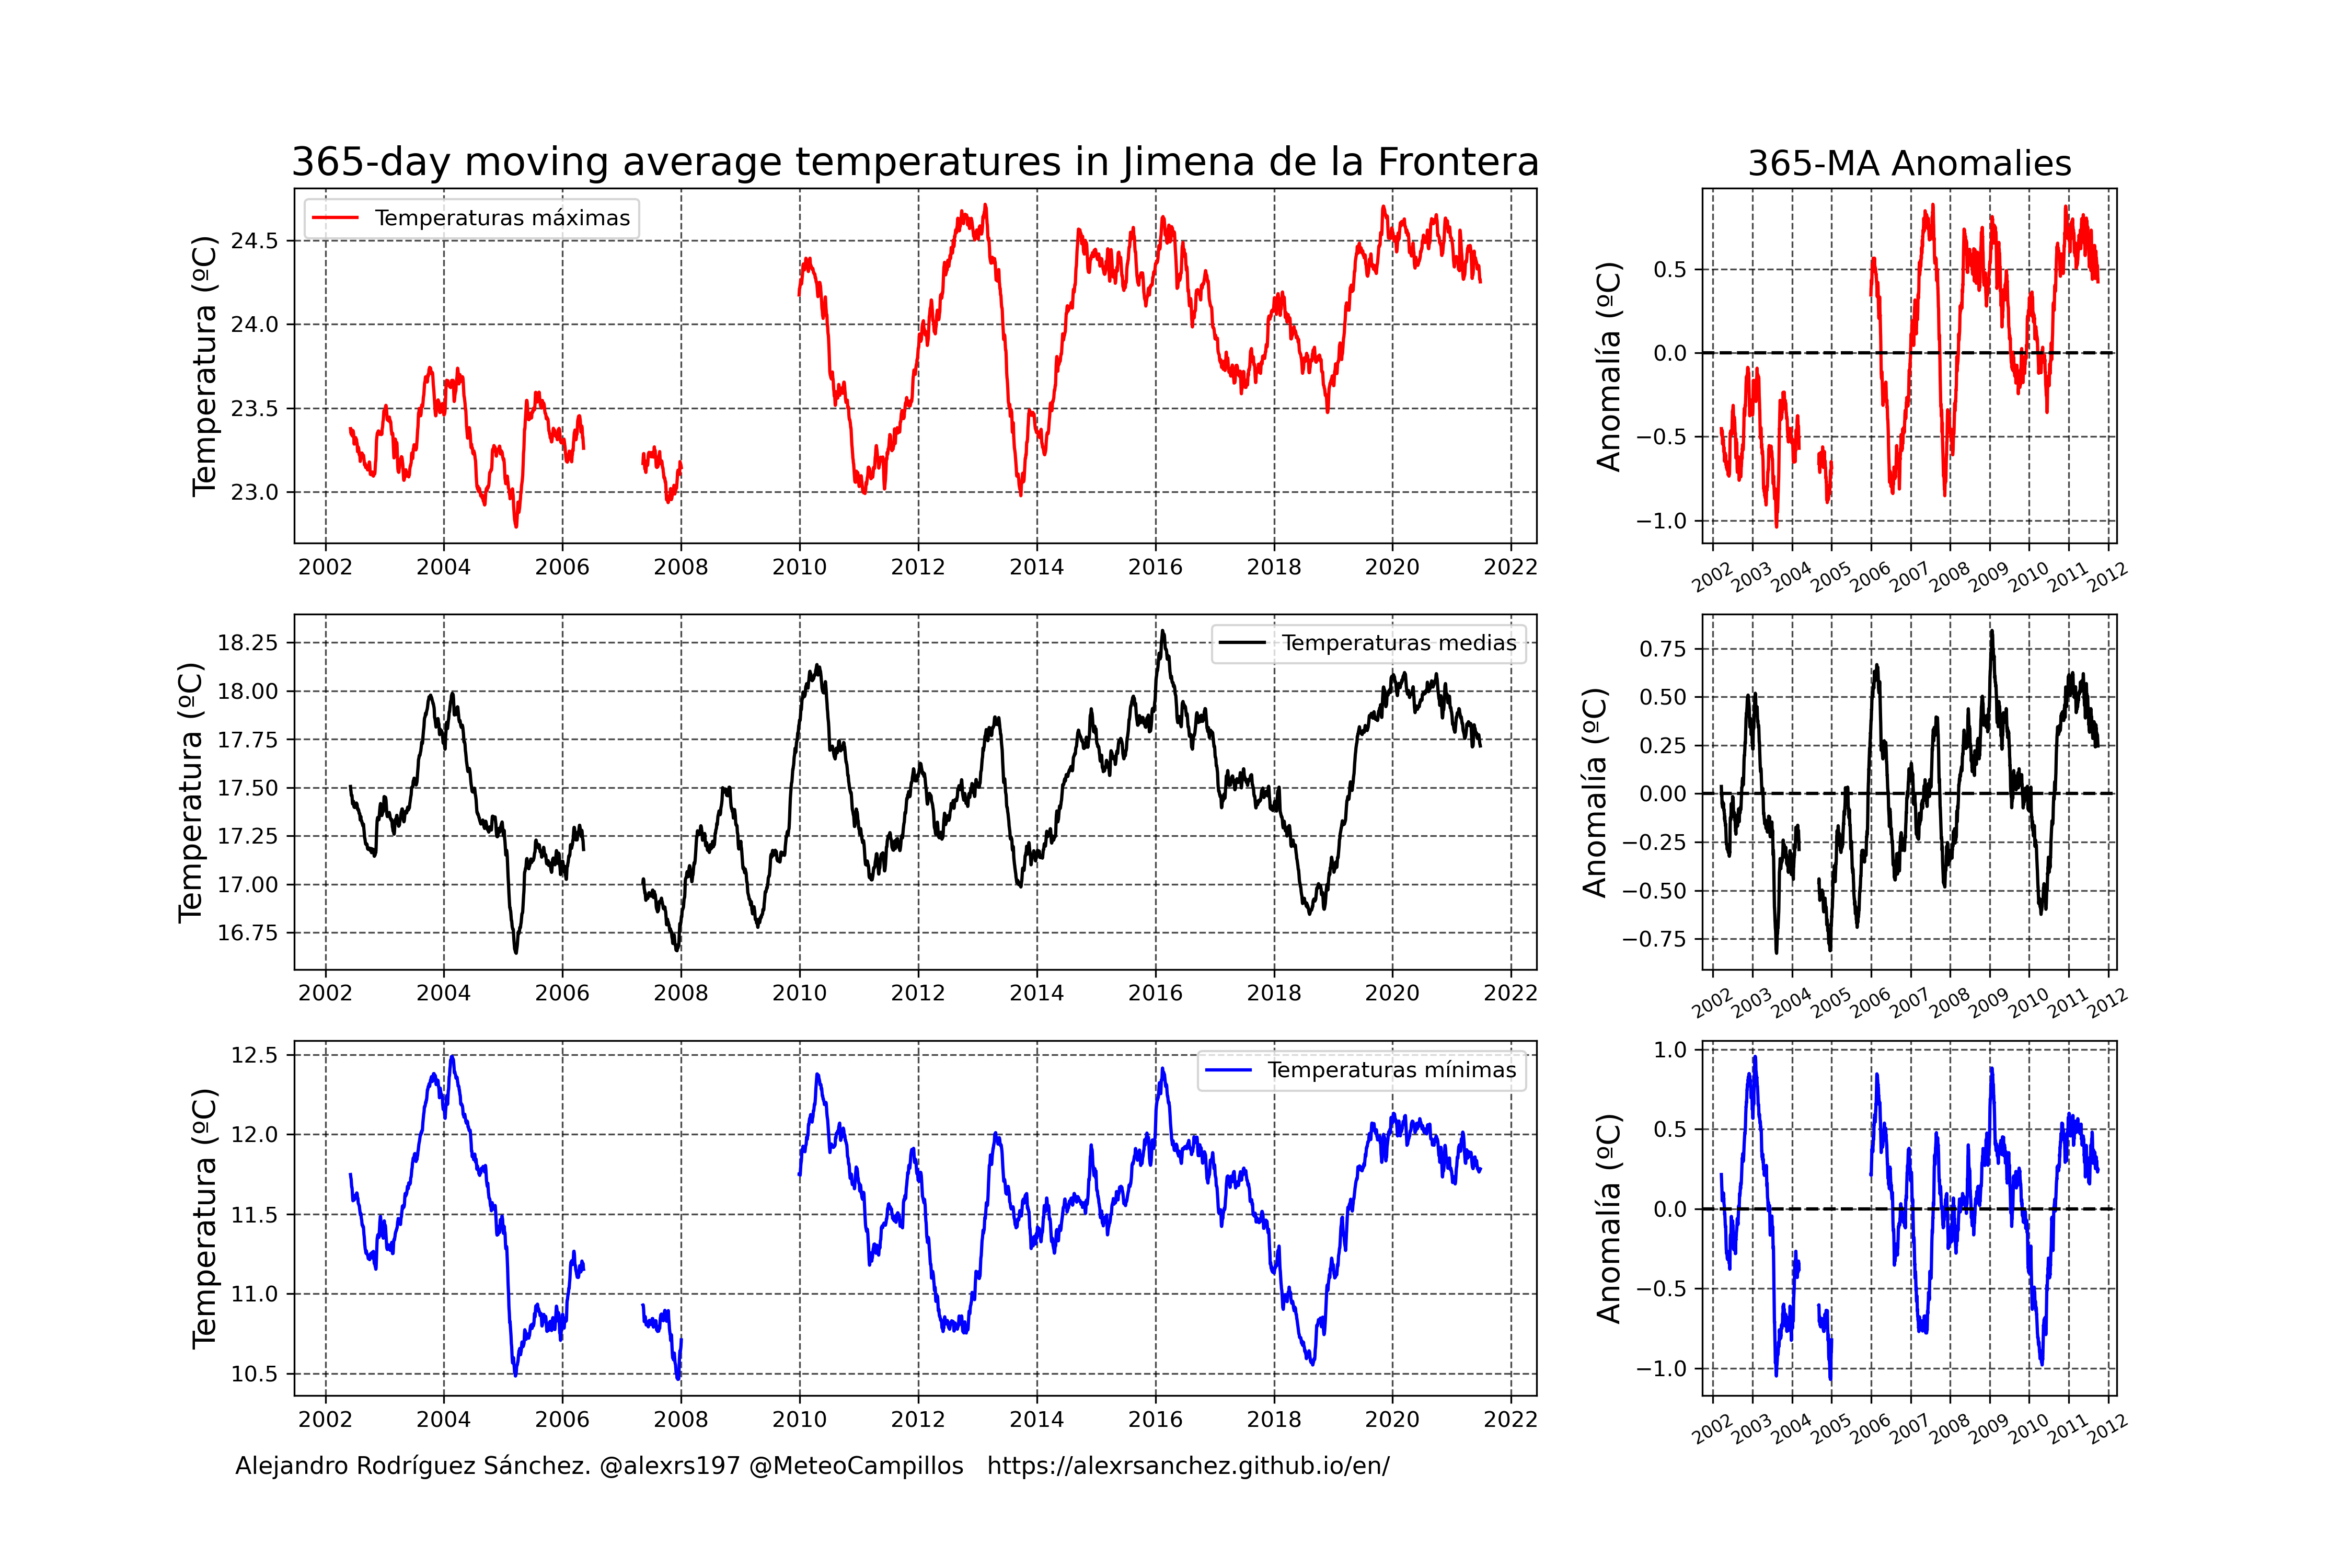 365-day moving average temperatures in Jimena de la Frontera
Temperatura (ºC)
24.5
24.0
23.5
23.0
Temperaturas máximas
2002 2004 2006 2008 2010 2012 2014 2016 2018 2020 2022
365-MA Anomalies
Anomalía (ºC)
0.5
0.0
−0.5
−1.0
2002 2003 2004 2005 2006 2007 2008 2009 2010 2011 2012
Temperatura (ºC)
18.25
18.00
17.75
17.50
17.25
17.00
16.75
Temperaturas medias
2002 2004 2006 2008 2010 2012 2014 2016 2018 2020 2022
Anomalía (ºC)
0.75
0.50
0.25
0.00
−0.25
−0.50
−0.75
2002 2003 2004 2005 2006 2007 2008 2009 2010 2011 2012
Temperatura (ºC)
12.5
12.0
11.5
11.0
10.5
Temperaturas mínimas
2002 2004 2006 2008 2010 2012 2014 2016 2018 2020 2022
Anomalía (ºC)
1.0
0.5
0.0
−0.5
−1.0
2002 2003 2004 2005 2006 2007 2008 2009 2010 2011 2012
Alejandro Rodríguez Sánchez. @alexrs197 @MeteoCampillos https://alexrsanchez.github.io/en/